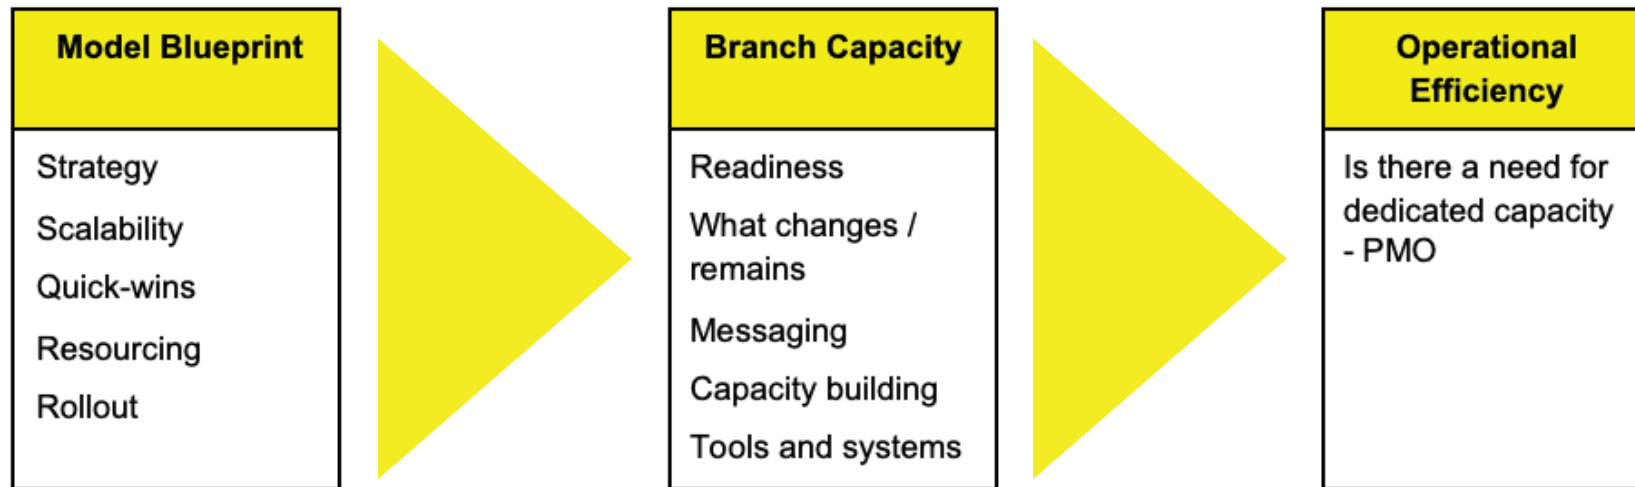 Model Blueprint
Strategy
Scalability
Quick-wins
Resourcing
Rollout
Branch Capacity
Readiness
What changes /
remains
Messaging
Capacity building
Tools and systems
Operational
Efficiency
Is there a need for
dedicated capacity
- PMO